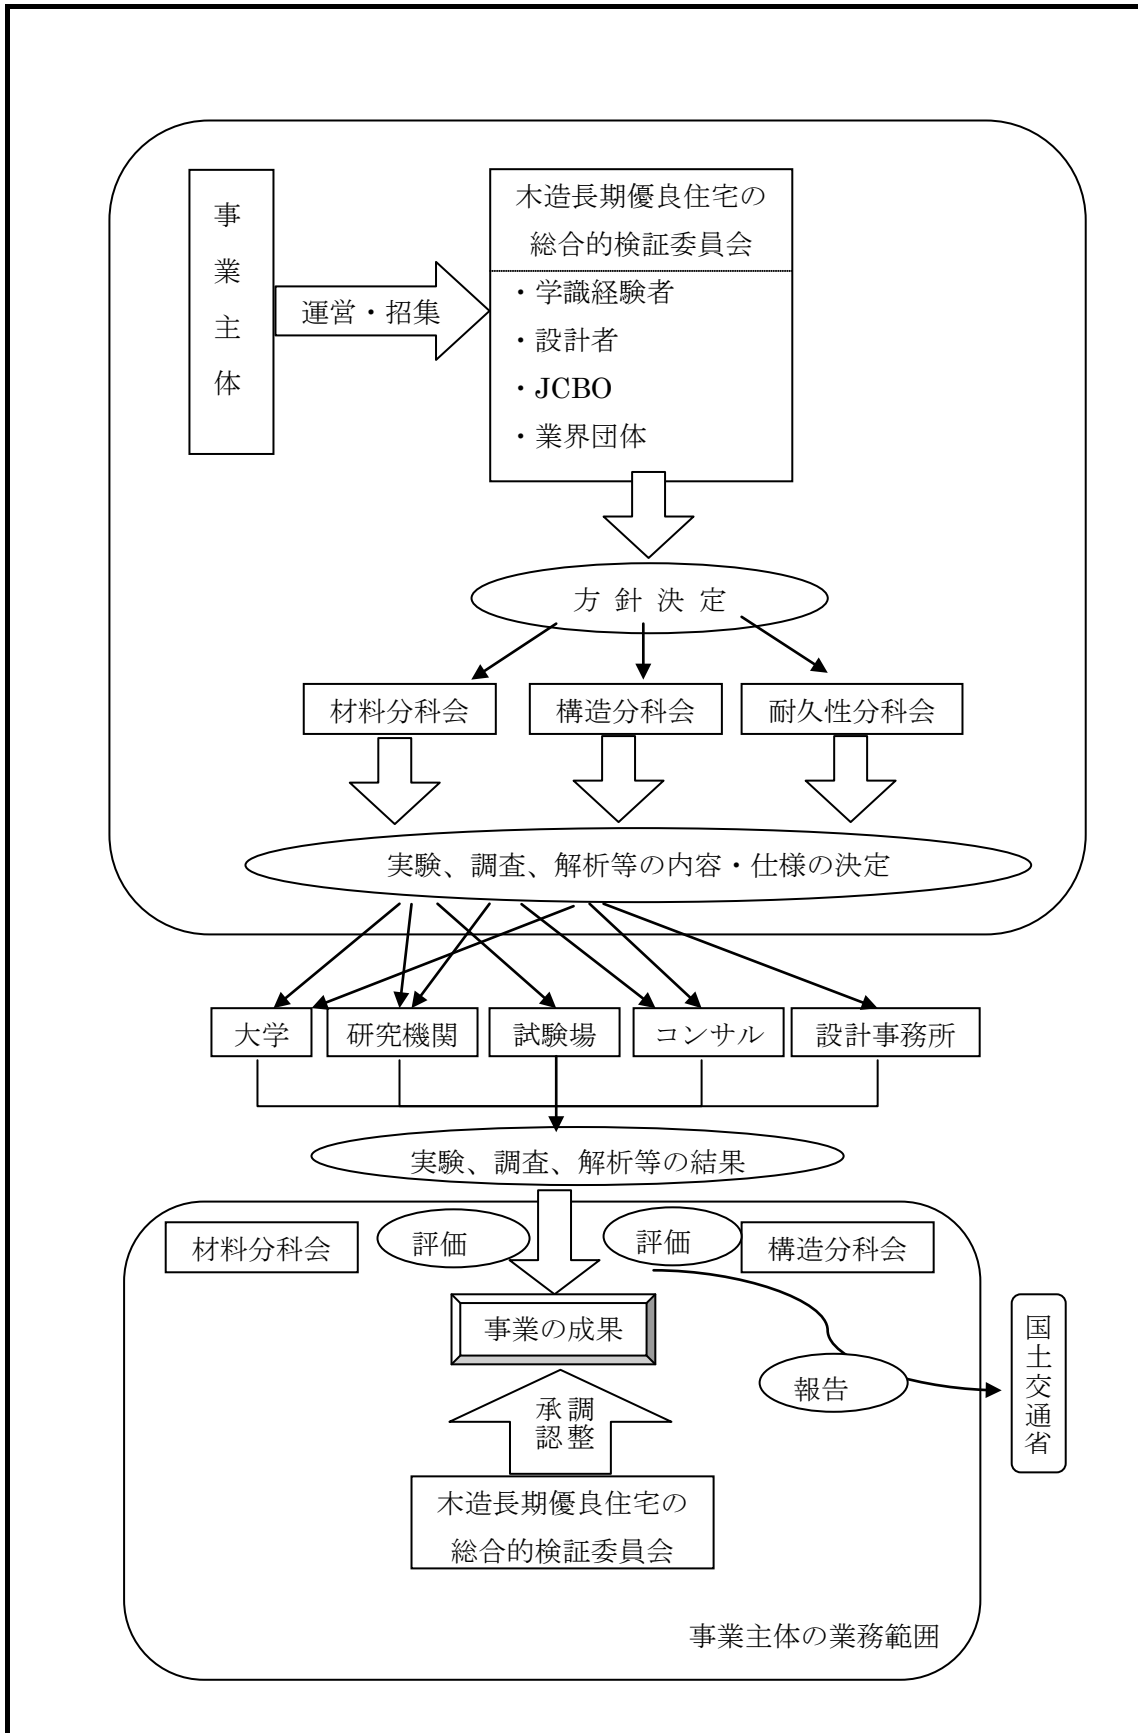 事業主体
運営・招集
木造長期優良住宅の
総合的検証委員会
・学識経験者
・設計者
・JCBO
・業界団体
方針決定
材料分科会
構造分科会
耐久性分科会
実験、調査、解析等の内容・仕様の決定
大学
研究機関
試験場
コンサル
設計事務所
実験、調査、解析等の結果
材料分科会
評価
評価
構造分科会
事業の成果
国土交通省
報告
調整
承認
木造長期優良住宅の
総合的検証委員会
事業主体の業務範囲